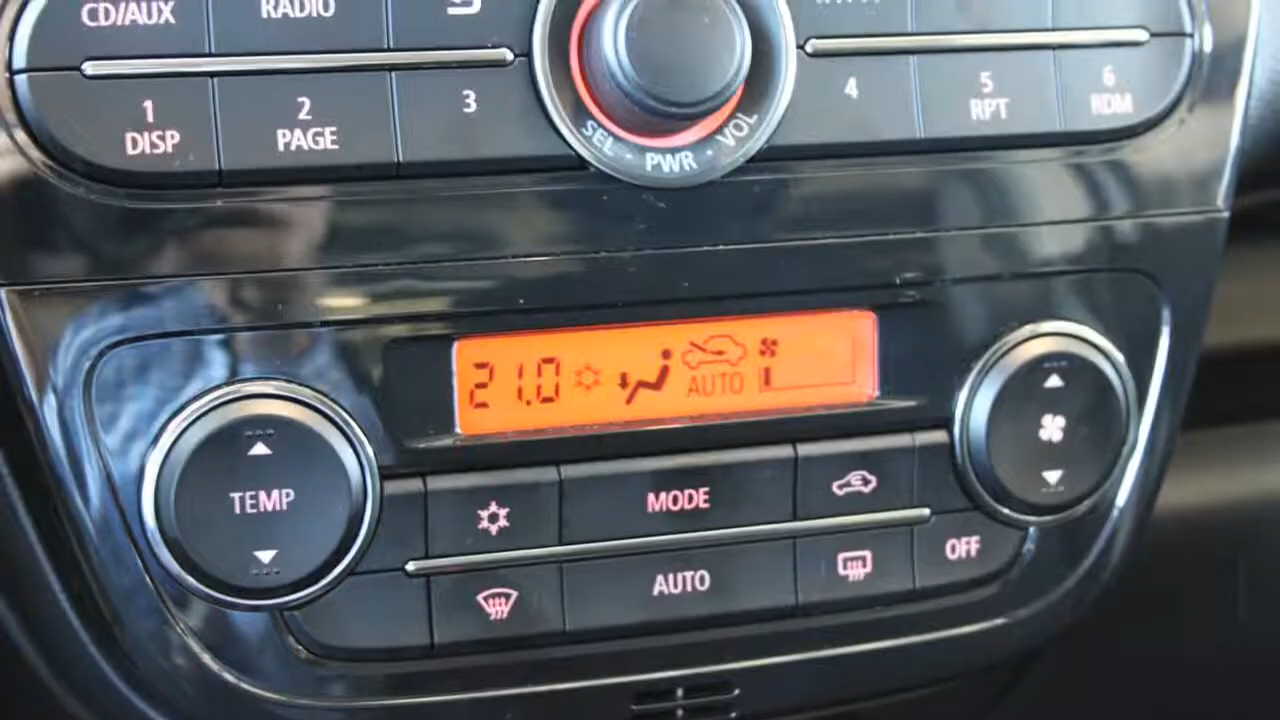 CD/AUX
RADIO
1
DISP
2
PAGE
3
4
5
RPT
6
RDM
SEL · PWR · VOL
21.0
AUTO
TEMP
MODE
AUTO
OFF